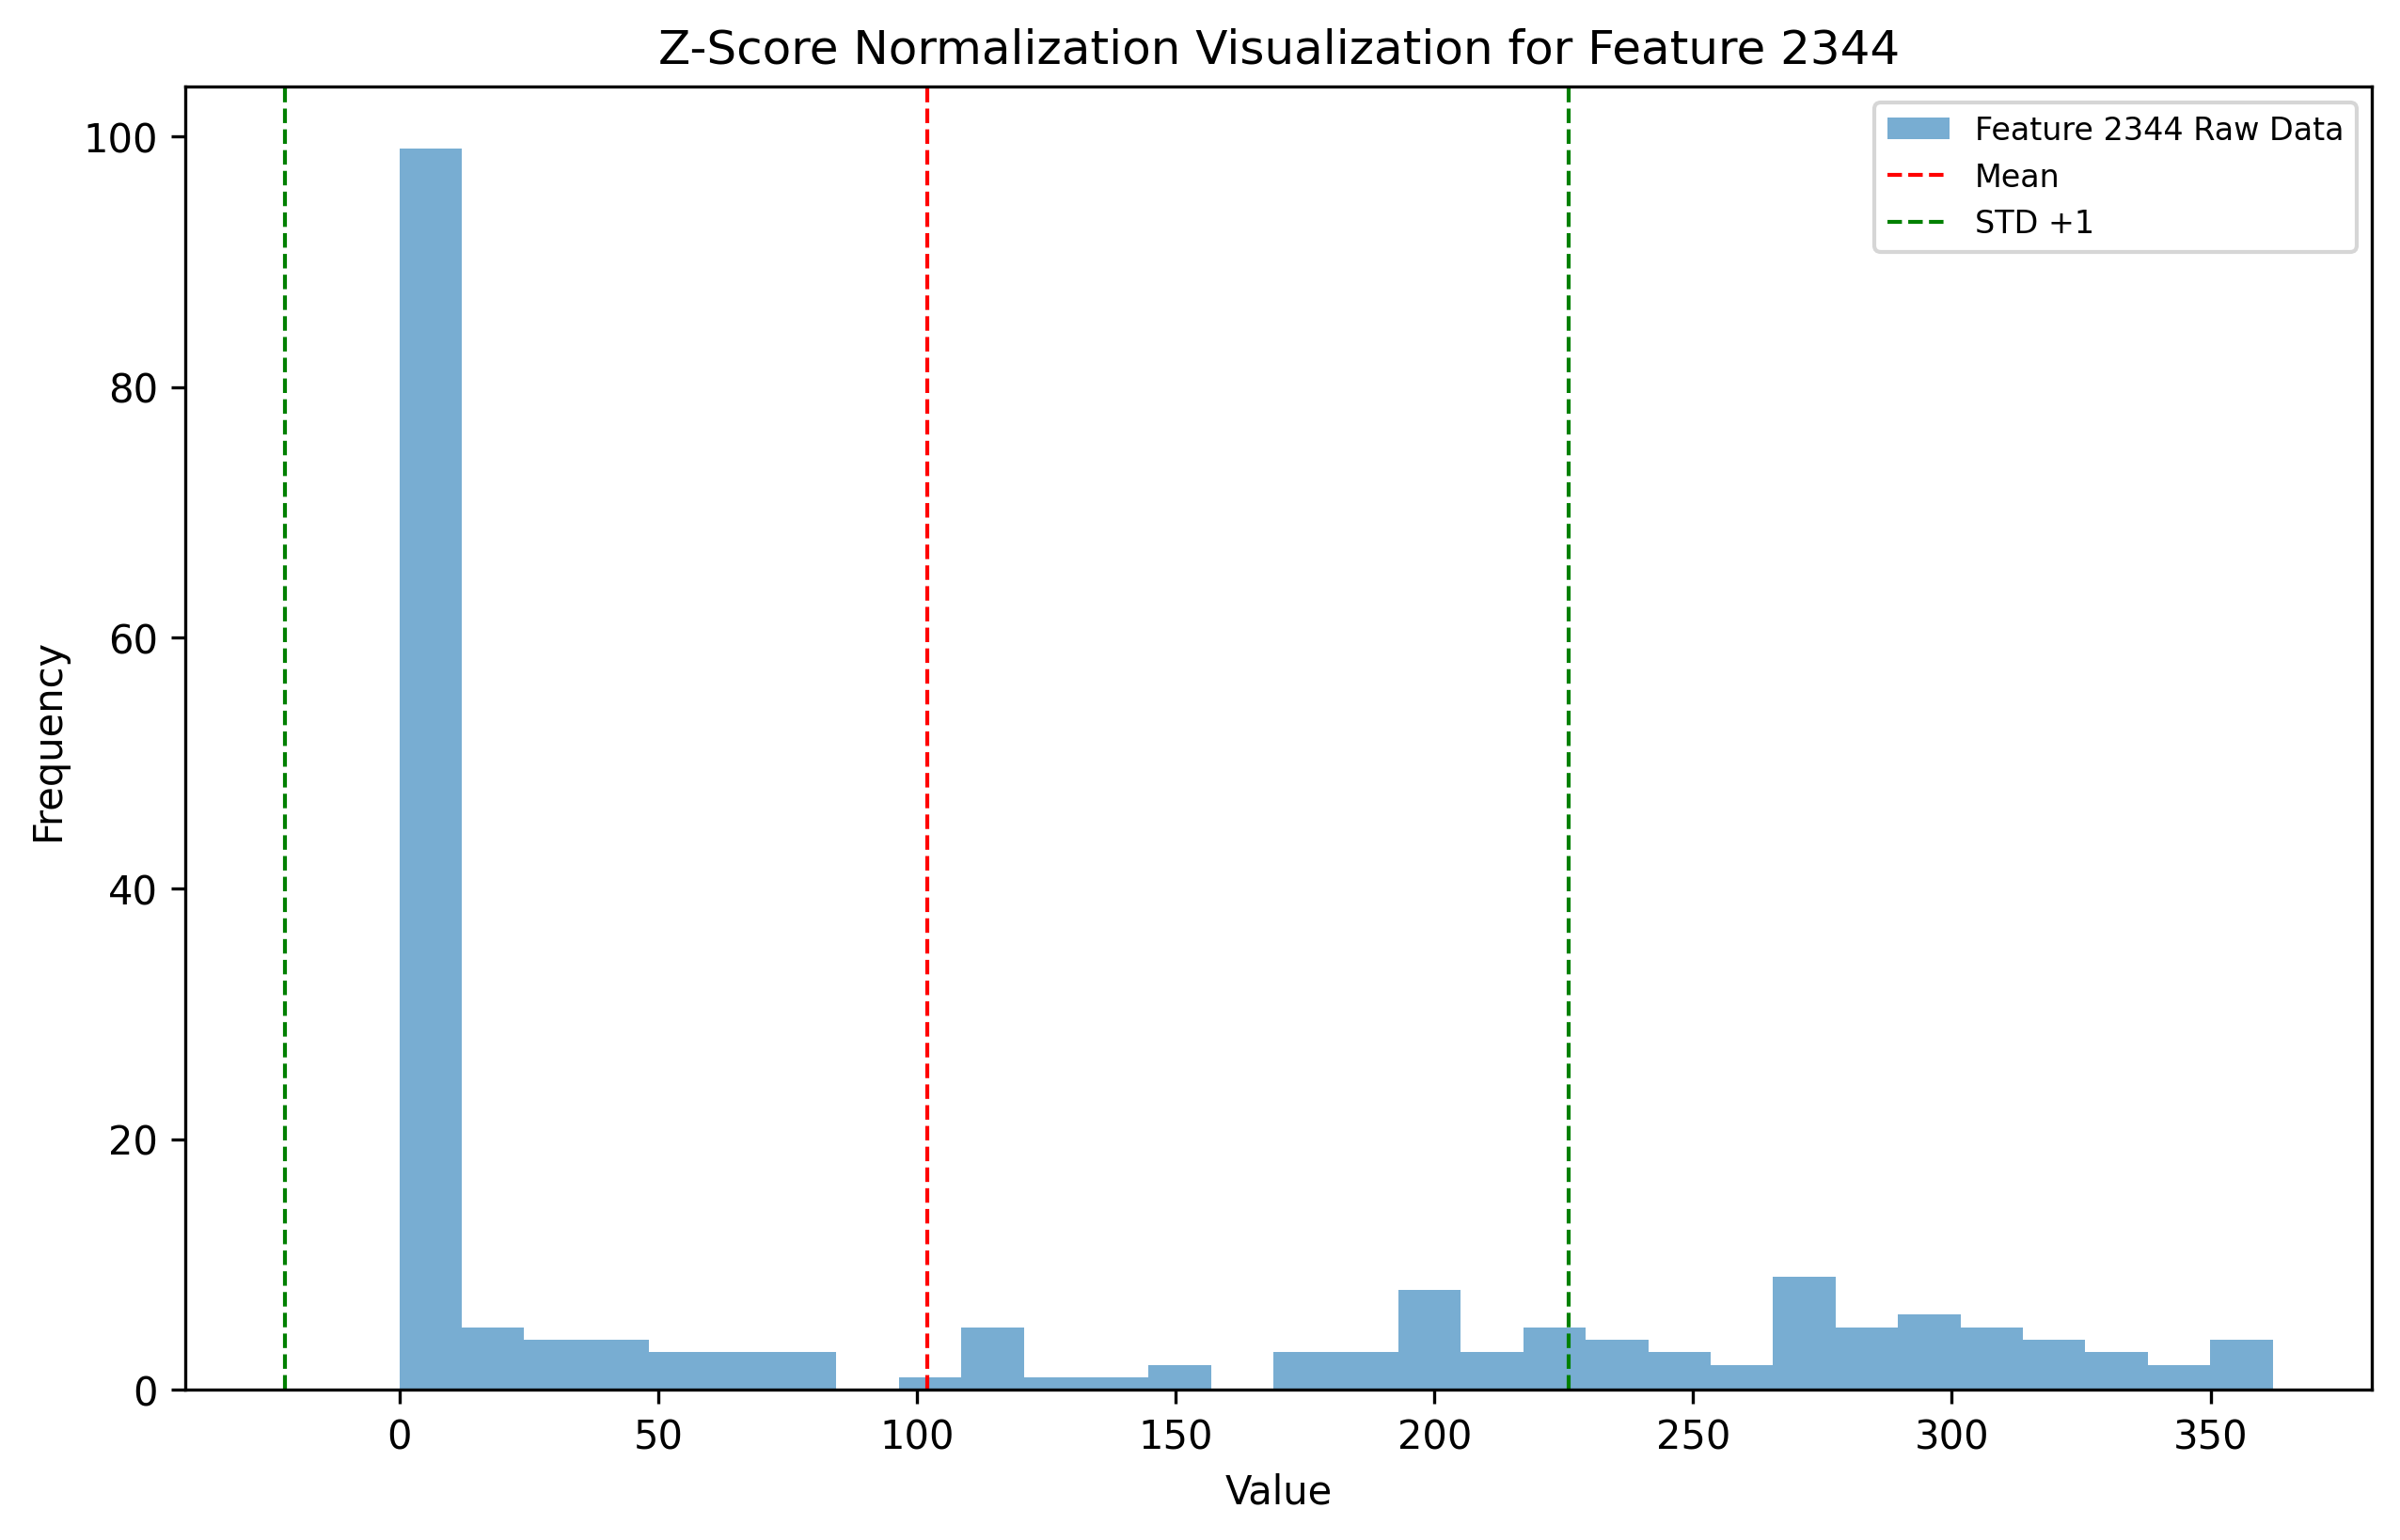 Z-Score Normalization Visualization for Feature 2344
Feature 2344 Raw Data
Mean
STD +1
100
80
60
40
20
0
Frequency
0 50 100 150 200 250 300 350
Value